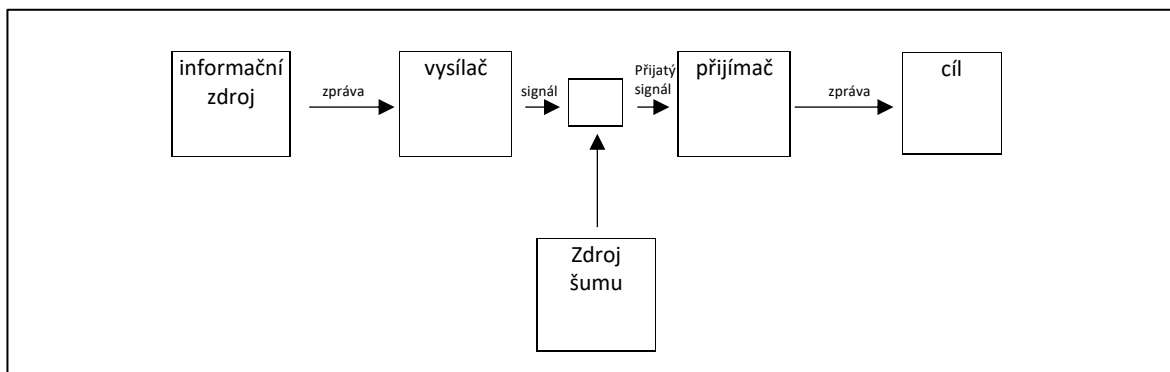 informační
zdroj
zpráva
vysílač
signál
Přijatý
signál
přijímač
zpráva
cíl
Zdroj
šumu